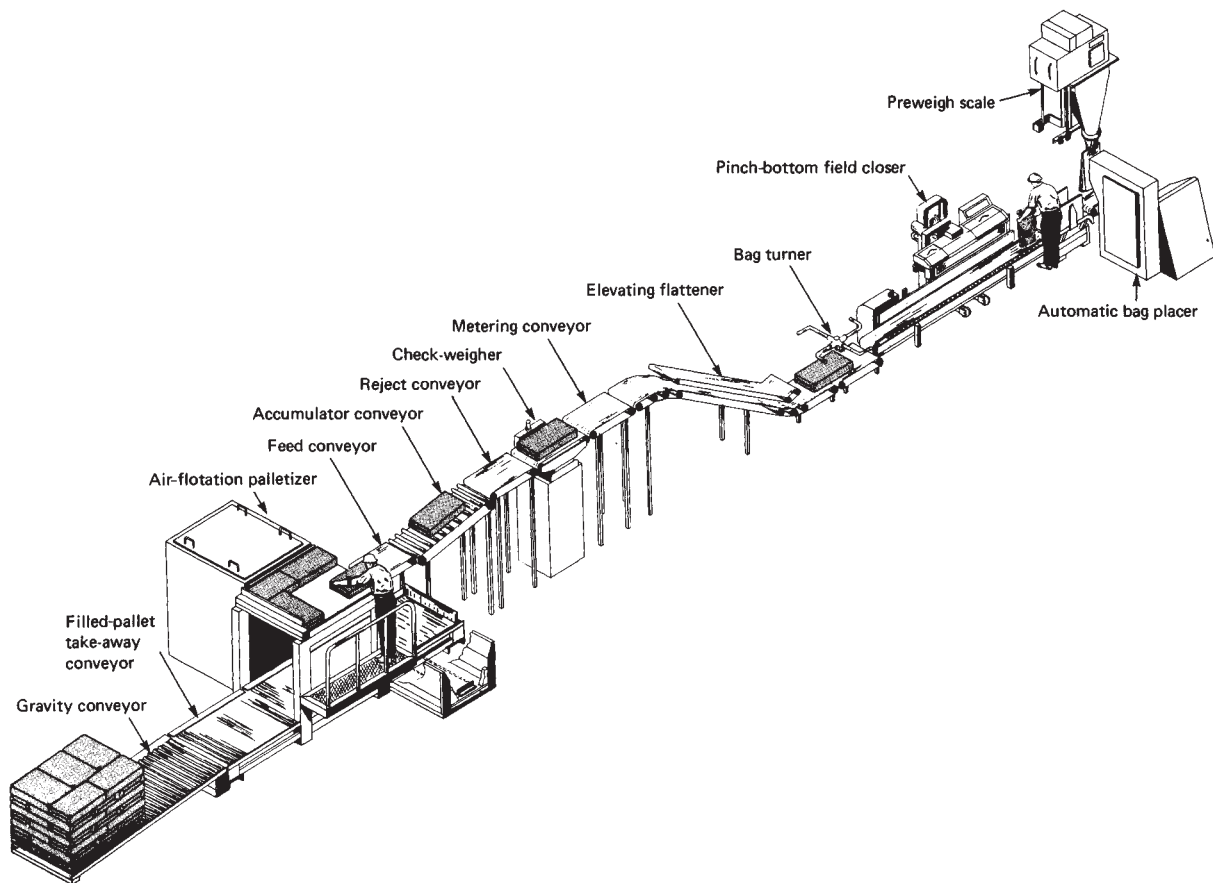 Preweigh scale
Pinch-bottom field closer
Bag turner
Elevating flattener
Automatic bag placer
Metering conveyor
Check-weigher
Reject conveyor
Accumulator conveyor
Feed conveyor
Air-flotation palletizer
Filled-pallet
take-away
conveyor
Gravity conveyor